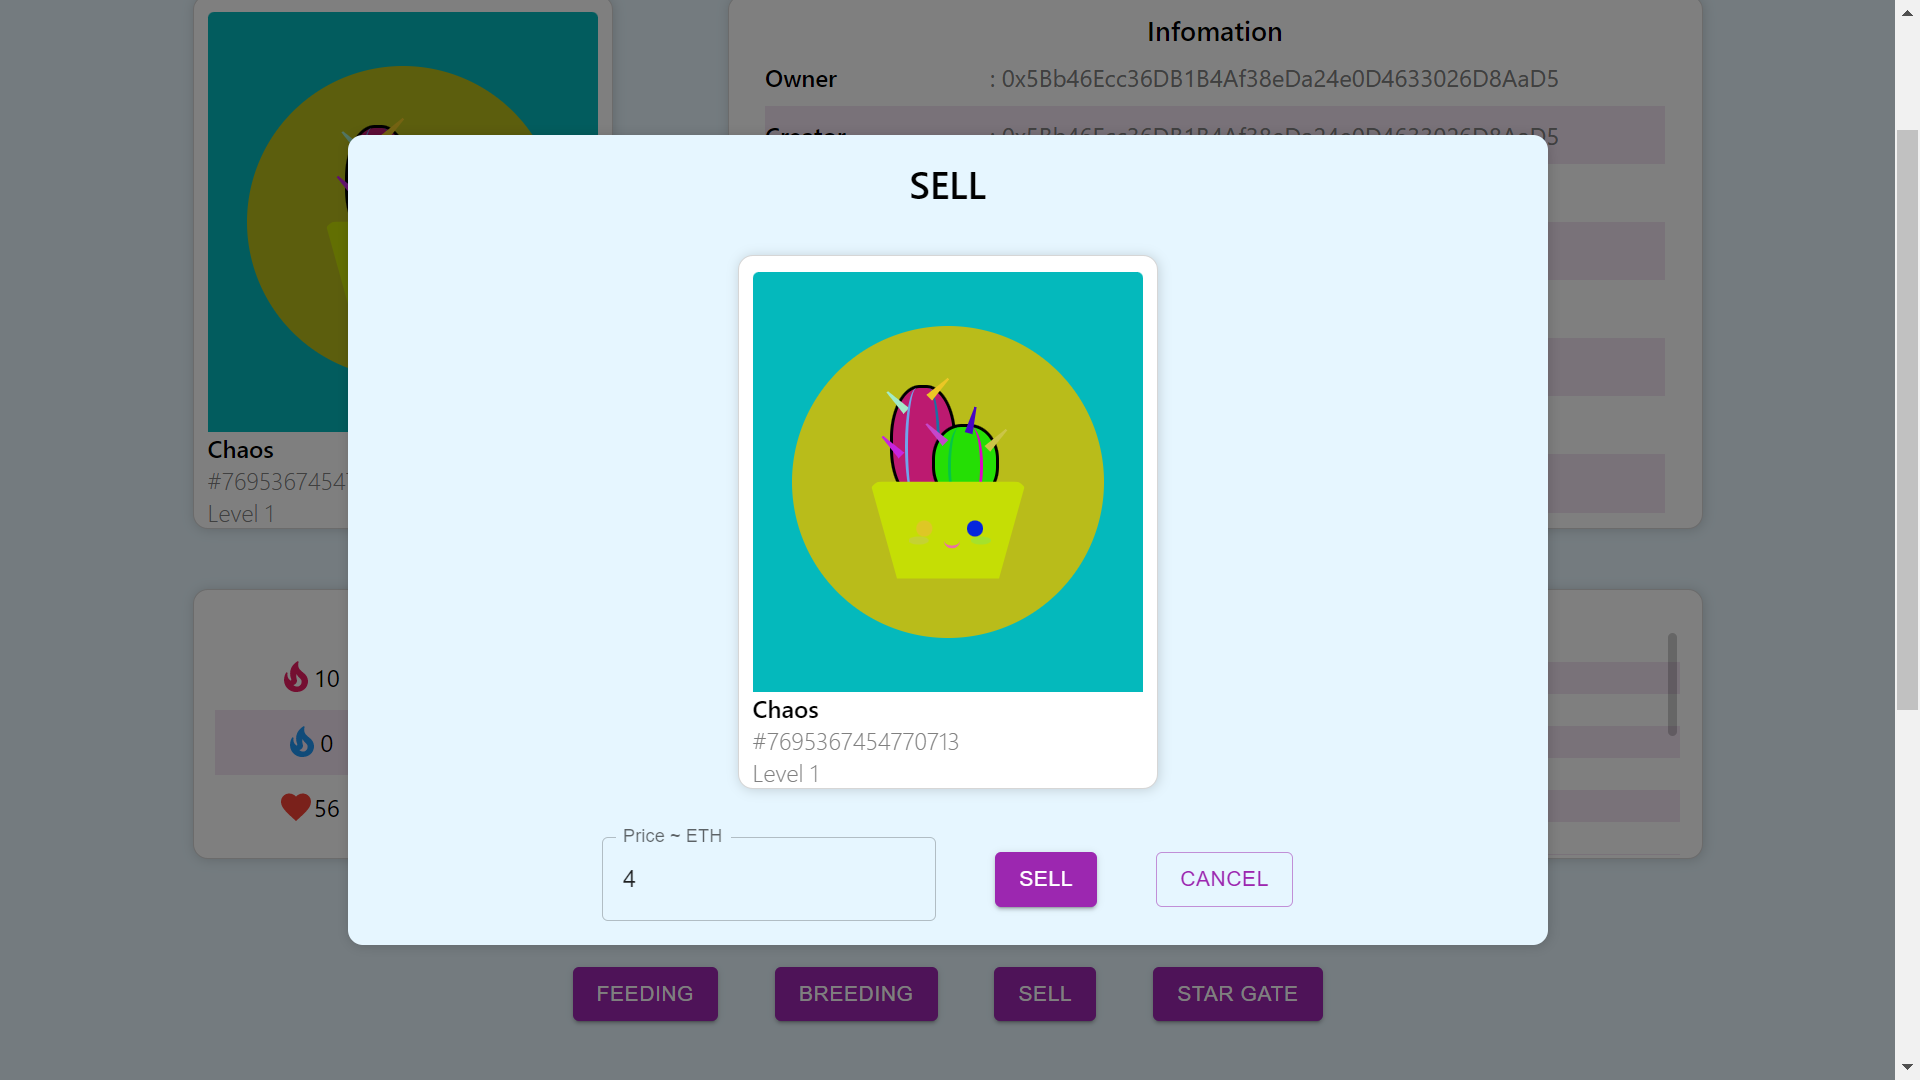 Infomation
Owner : 0x5Bb46Ecc36DB1B4Af38eDa24e0D4633026D8AaD5
Creator : 0x5Bb46Ecc36DB1B4Af38eDa24e0D4633026D8AaD5
SELL
Chaos
#76953674547
Level 1
Chaos
#7695367454770713
Level 1
10
0
56
Price ~ ETH
4
SELL
CANCEL
FEEDING
BREEDING
SELL
STAR GATE